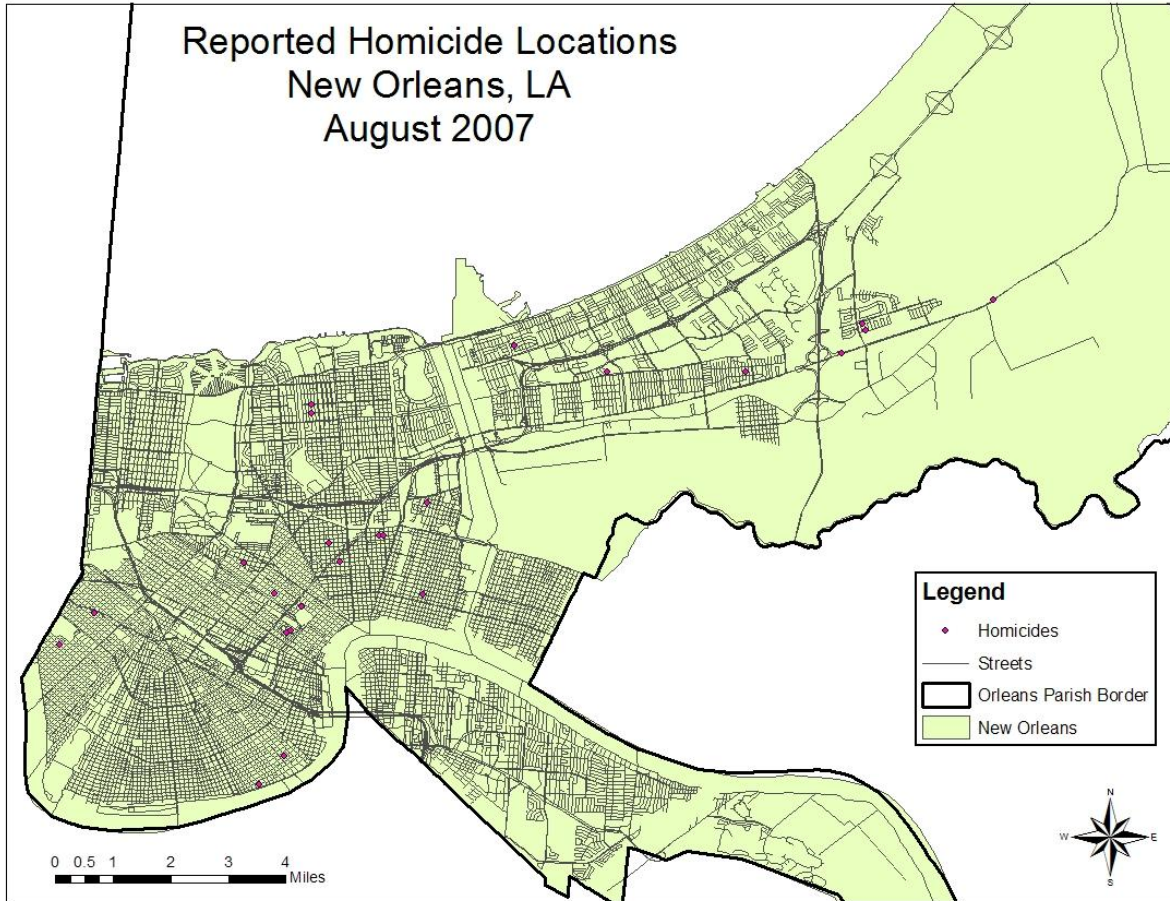 Reported Homicide Locations
New Orleans, LA
August 2007
Legend
Homicides
Streets
Orleans Parish Border
New Orleans
0 0.5 1 2 3 4
Miles
N
W E
S